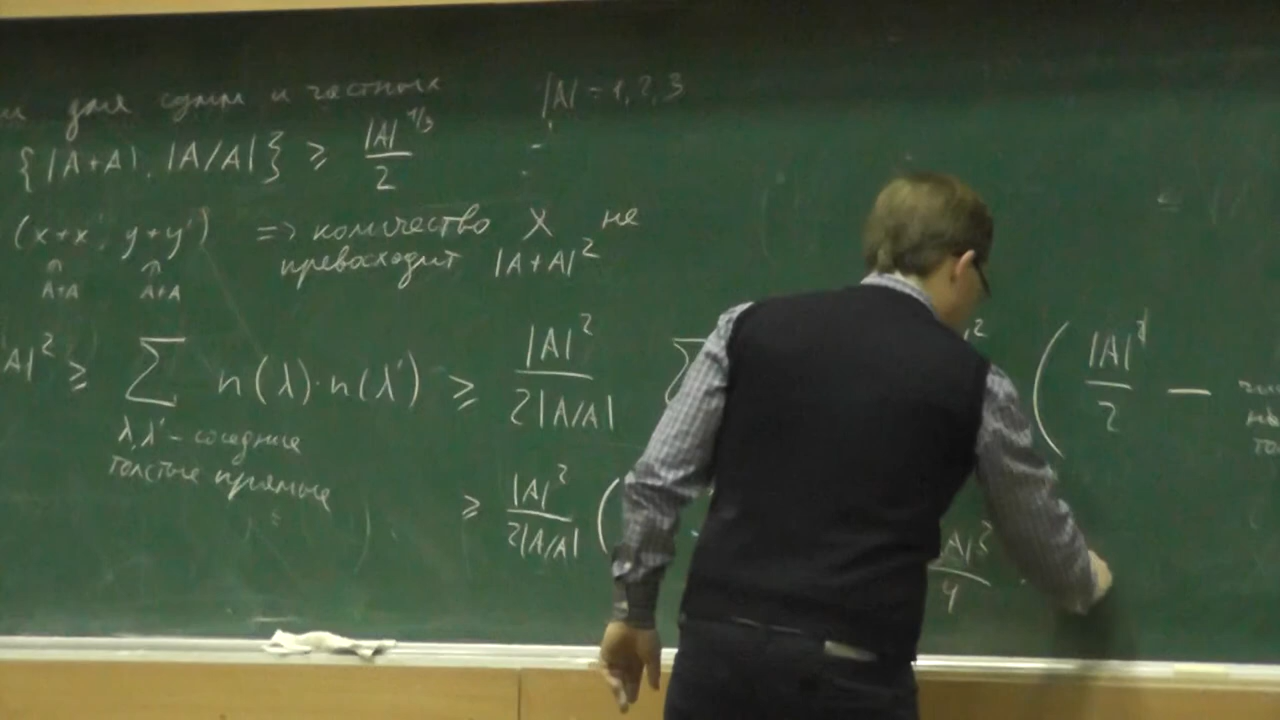 для сумм и частных |A| = 1, 2, 3
{|A+A|, |A/A|} ≥ |A|^{4/3} / 2
(x+x', y+y') => количество X не
превосходит |A+A|^2
A+A A+A
A|^2 ≥ ∑ n(λ)·n(λ') ≥ |A|^2 / 2|A/A| ∑ ( |A|^2 / 2 −
λ,λ' - соседние
толстые прямые
≥ |A|^2 / 2|A/A| ( |A|^3 / 4